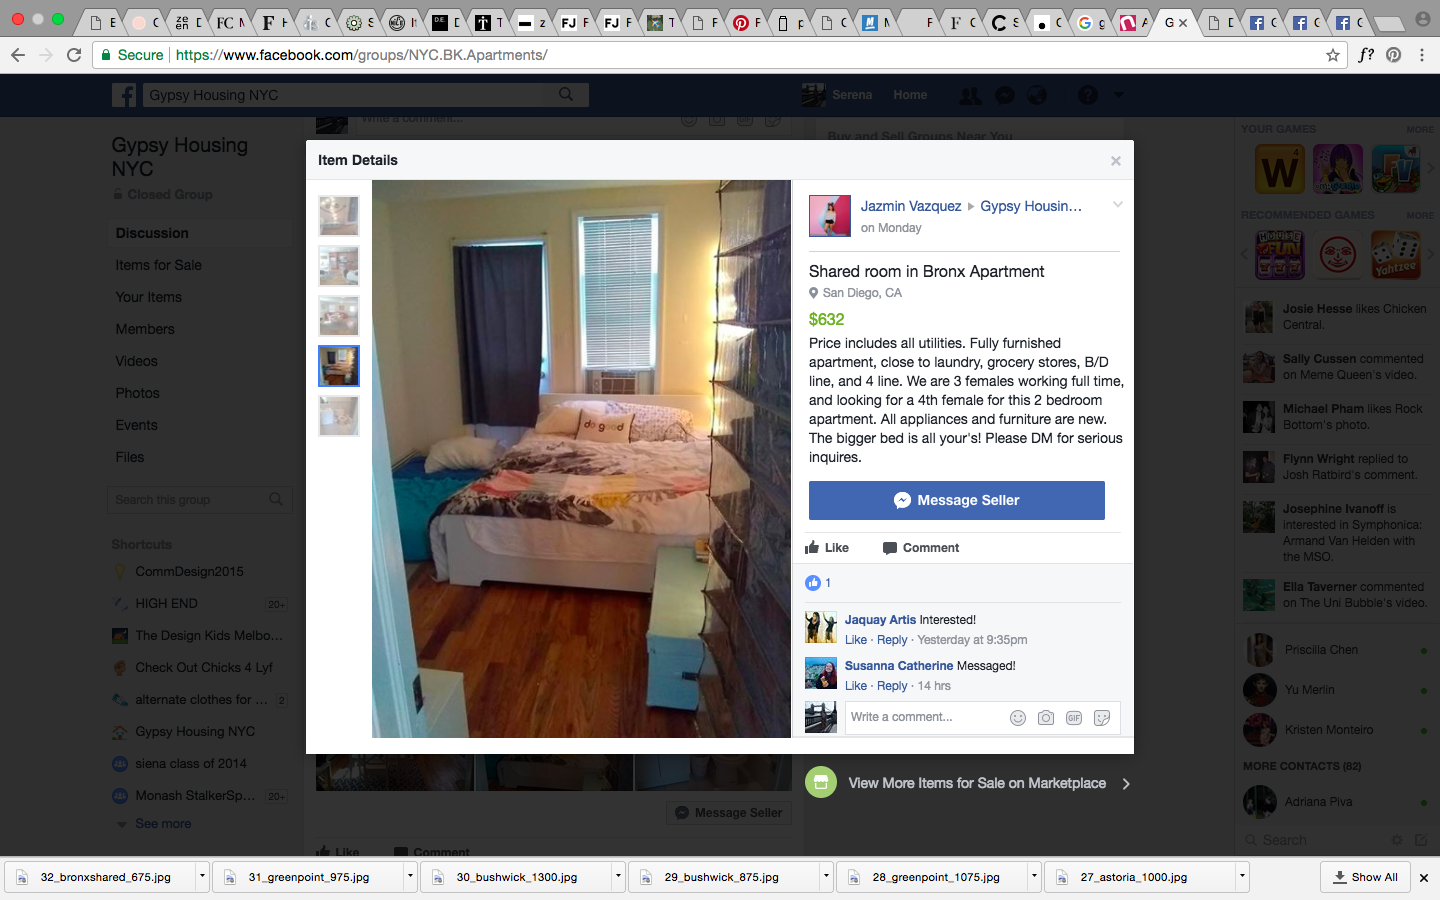 Secure https://www.facebook.com/groups/NYC.BK.Apartments/
f?
Gypsy Housing NYC
Serena
Home
Write a comment...
Buy and Sell Groups Near You
Gypsy Housing
NYC
Closed Group
Discussion
Items for Sale
Your Items
Members
Videos
Photos
Events
Files
Search this group
Shortcuts
CommDesign2015
HIGH END 20+
The Design Kids Melbo...
Check Out Chicks 4 Lyf
alternate clothes for ... 2
Gypsy Housing NYC
siena class of 2014
Monash StalkerSp... 20+
See more
Item Details
do good
Jazmin Vazquez Gypsy Housin...
on Monday
Shared room in Bronx Apartment
San Diego, CA
$632
Price includes all utilities. Fully furnished
apartment, close to laundry, grocery stores, B/D
line, and 4 line. We are 3 females working full time,
and looking for a 4th female for this 2 bedroom
apartment. All appliances and furniture are new.
The bigger bed is all your's! Please DM for serious
inquires.
Message Seller
Like Comment
1
Jaquay Artis Interested!
Like · Reply · Yesterday at 9:35pm
Susanna Catherine Messaged!
Like · Reply · 14 hrs
Write a comment...
GIF
View More Items for Sale on Marketplace
Message Seller
Like Comment
YOUR GAMES MORE
RECOMMENDED GAMES MORE
HOUSE OF FUN
Yahtzee
Josie Hesse likes Chicken
Central.
Sally Cussen commented
on Meme Queen's video.
Michael Pham likes Rock
Bottom's photo.
Flynn Wright replied to
Josh Ratbird's comment.
Josephine Ivanoff is
interested in Symphonica:
Armand Van Helden with
the MSO.
Ella Taverner commented
on The Uni Bubble's video.
Priscilla Chen
Yu Merlin
Kristen Monteiro
MORE CONTACTS (82)
Adriana Piva
Search
32_bronxshared_675.jpg
31_greenpoint_975.jpg
30_bushwick_1300.jpg
29_bushwick_875.jpg
28_greenpoint_1075.jpg
27_astoria_1000.jpg
Show All